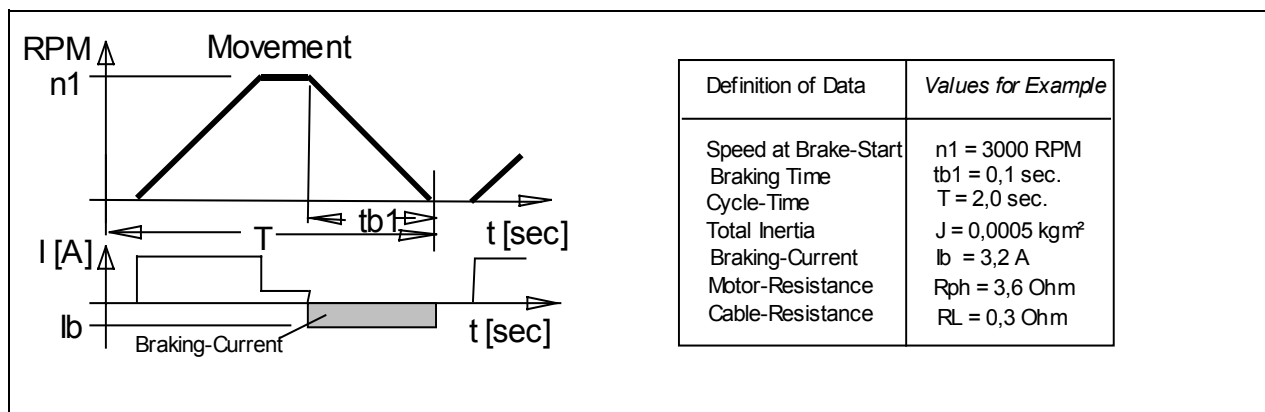 RPM
Movement
n1
tb1
T
t [sec]
I [A]
Ib
t [sec]
Braking-Current
Definition of Data Values for Example
Speed at Brake-Start n1 = 3000 RPM
Braking Time tb1 = 0,1 sec.
Cycle-Time T = 2,0 sec.
Total Inertia J = 0,0005 kgm²
Braking-Current Ib = 3,2 A
Motor-Resistance Rph = 3,6 Ohm
Cable-Resistance RL = 0,3 Ohm